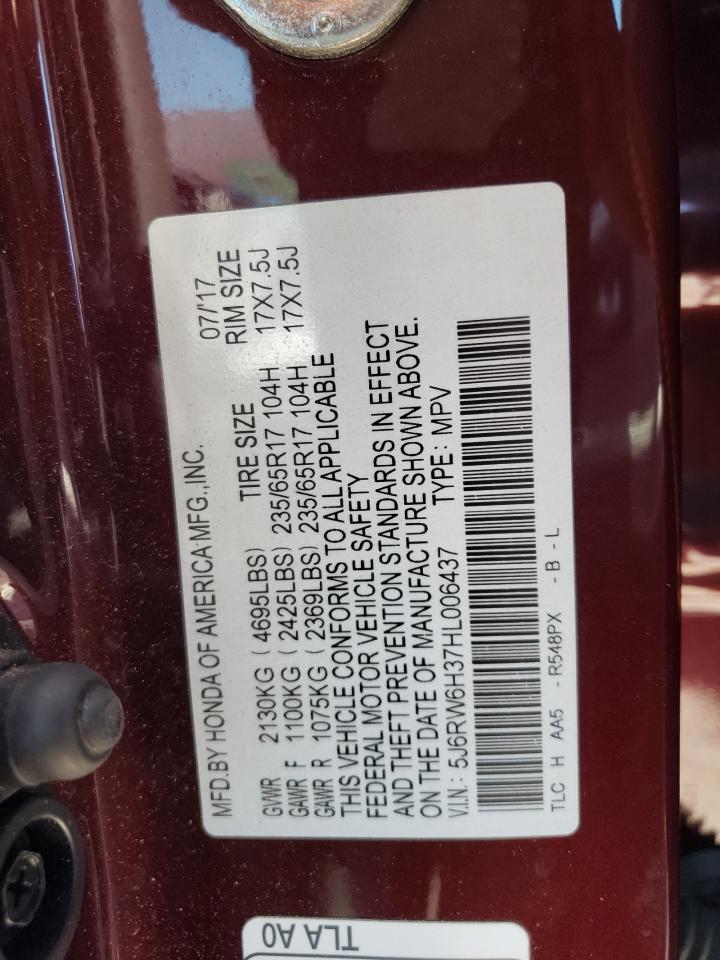 MFD.BY HONDA OF AMERICA MFG.,INC. 07/'17
GVWR 2130KG ( 4695LBS) TIRE SIZE RIM SIZE
GAWR F 1100KG ( 2425LBS) 235/65R17 104H 17X7.5J
GAWR R 1075KG ( 2369LBS) 235/65R17 104H 17X7.5J
THIS VEHICLE CONFORMS TO ALL APPLICABLE
FEDERAL MOTOR VEHICLE SAFETY
AND THEFT PREVENTION STANDARDS IN EFFECT
ON THE DATE OF MANUFACTURE SHOWN ABOVE.
V.I.N.: 5J6RW6H37HL006437 TYPE: MPV
TLC H AA5 - R548PX - B - L
TLA A0